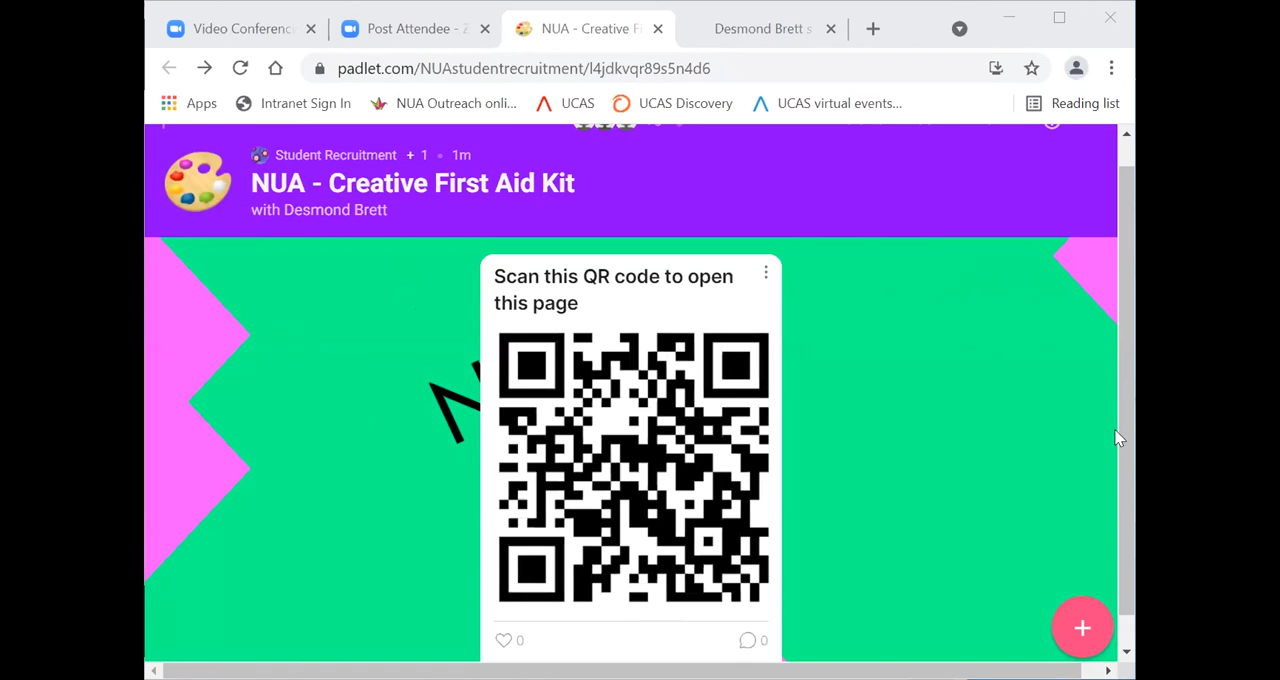 Video Conferenc
Post Attendee - Z
NUA - Creative Fi
Desmond Brett s
padlet.com/NUAstudentrecruitment/l4jdkvqr89s5n4d6
Apps
Intranet Sign In
NUA Outreach onli...
UCAS
UCAS Discovery
UCAS virtual events...
Reading list
Student Recruitment + 1 • 1m
NUA - Creative First Aid Kit
with Desmond Brett
Scan this QR code to open
this page
0
0